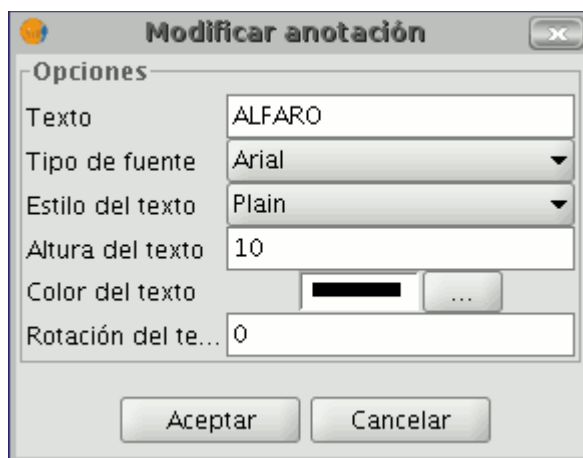 Modificar anotación
Opciones
Texto ALFARO
Tipo de fuente Arial
Estilo del texto Plain
Altura del texto 10
Color del texto ...
Rotación del te... 0
Aceptar Cancelar